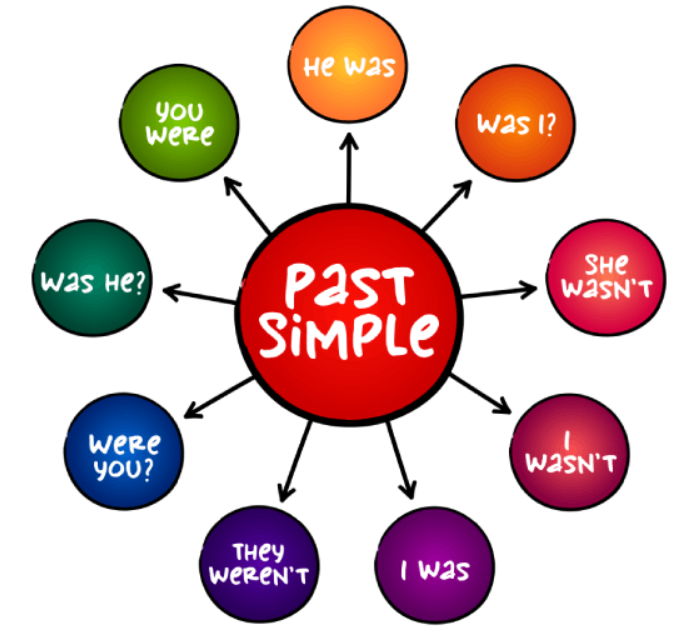 He was
Was I?
She
wasn't
I
wasn't
I was
They
weren't
Were
you?
Was he?
You
were
Past
Simple